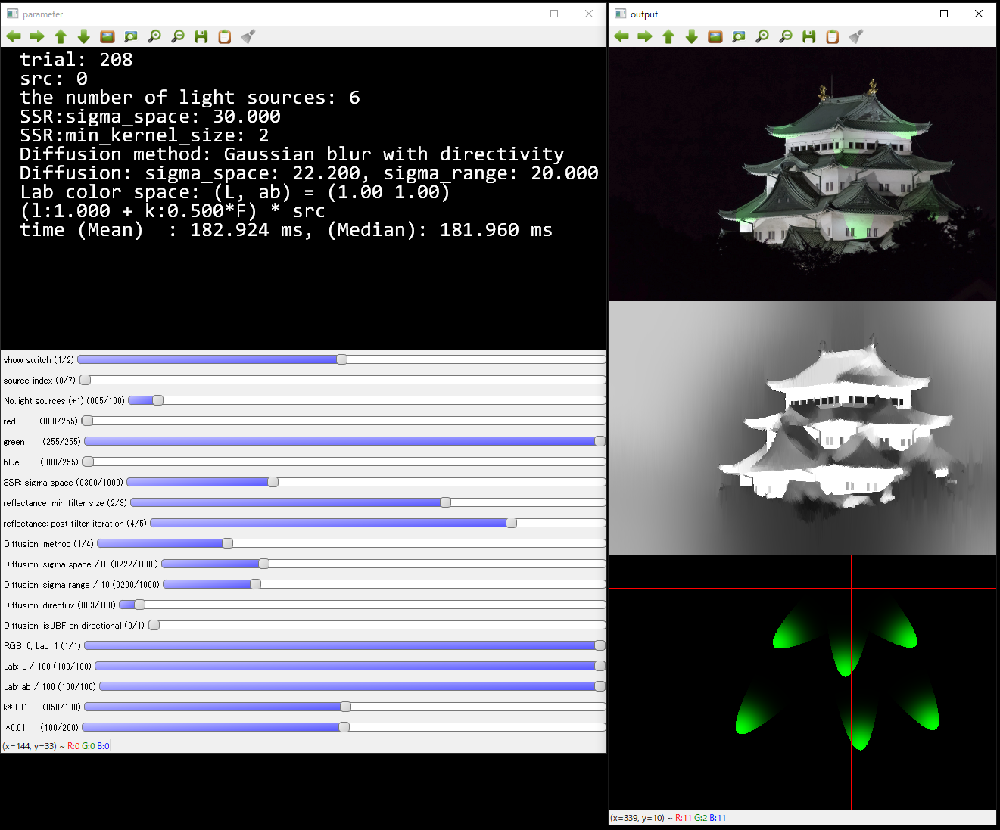 parameter
trial: 208
src: 0
the number of light sources: 6
SSR:sigma_space: 30.000
SSR:min_kernel_size: 2
Diffusion method: Gaussian blur with directivity
Diffusion: sigma_space: 22.200, sigma_range: 20.000
Lab color space: (L, ab) = (1.00 1.00)
(l:1.000 + k:0.500*F) * src
time (Mean)  : 182.924 ms, (Median): 181.960 ms
show switch (1/2)
source index (0/7)
No.light sources (+1) (005/100)
red (000/255)
green (255/255)
blue (000/255)
SSR: sigma space (0300/1000)
reflectance: min filter size (2/3)
reflectance: post filter iteration (4/5)
Diffusion: method (1/4)
Diffusion: sigma space /10 (0222/1000)
Diffusion: sigma range / 10 (0200/1000)
Diffusion: directrix (003/100)
Diffusion: isJBF on directional (0/1)
RGB: 0, Lab: 1 (1/1)
Lab: L / 100 (100/100)
Lab: ab / 100 (100/100)
k*0.01 (050/100)
l*0.01 (100/200)
(x=144, y=33) ~ R:0 G:0 B:0
output
(x=339, y=10) ~ R:11 G:2 B:11